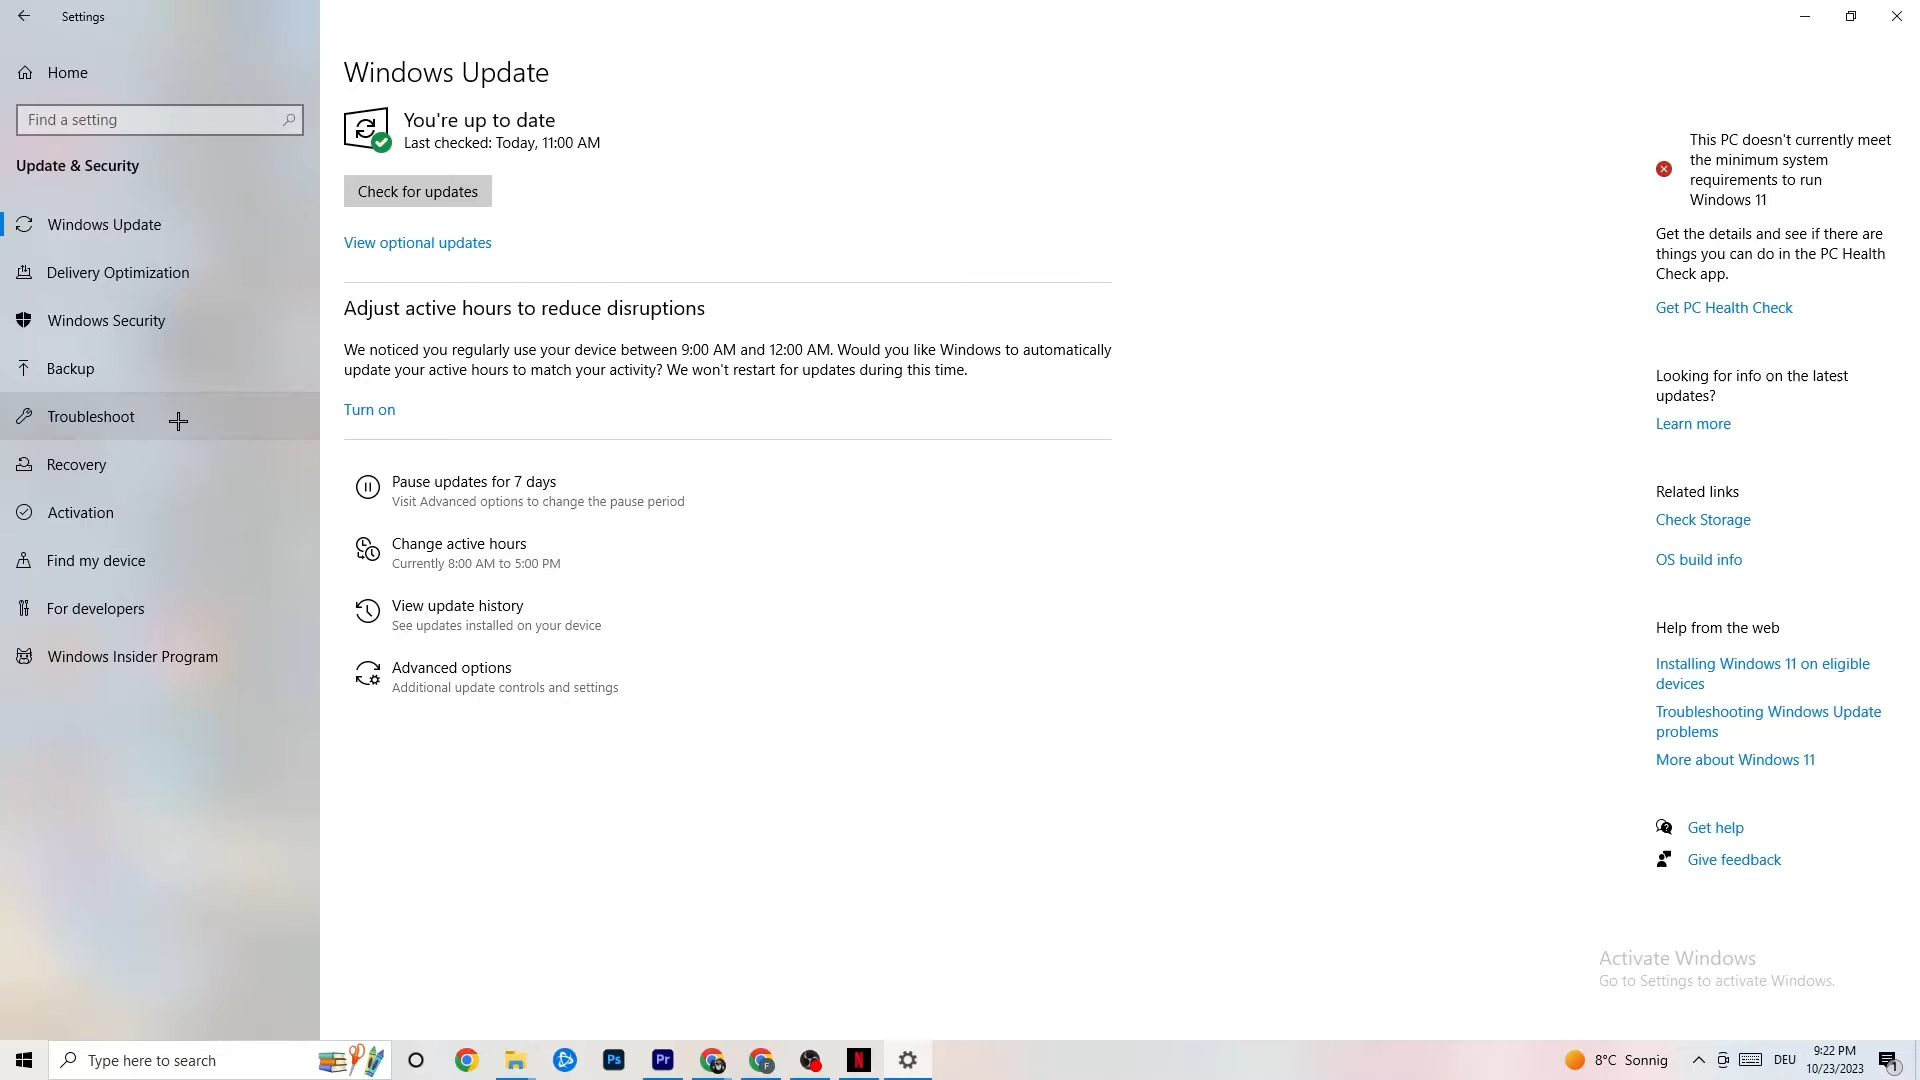 Settings
Home
Find a setting
Update & Security
Windows Update
Delivery Optimization
Windows Security
Backup
Troubleshoot
Recovery
Activation
Find my device
For developers
Windows Insider Program
Windows Update
You're up to date
Last checked: Today, 11:00 AM
Check for updates
View optional updates
Adjust active hours to reduce disruptions
We noticed you regularly use your device between 9:00 AM and 12:00 AM. Would you like Windows to automatically
update your active hours to match your activity? We won't restart for updates during this time.
Turn on
Pause updates for 7 days
Visit Advanced options to change the pause period
Change active hours
Currently 8:00 AM to 5:00 PM
View update history
See updates installed on your device
Advanced options
Additional update controls and settings
This PC doesn't currently meet
the minimum system
requirements to run
Windows 11
Get the details and see if there are
things you can do in the PC Health
Check app.
Get PC Health Check
Looking for info on the latest
updates?
Learn more
Related links
Check Storage
OS build info
Help from the web
Installing Windows 11 on eligible
devices
Troubleshooting Windows Update
problems
More about Windows 11
Get help
Give feedback
Activate Windows
Go to Settings to activate Windows.
Type here to search
Ps
Pr
F
N
8°C Sonnig
DEU
9:22 PM
10/23/2023
1